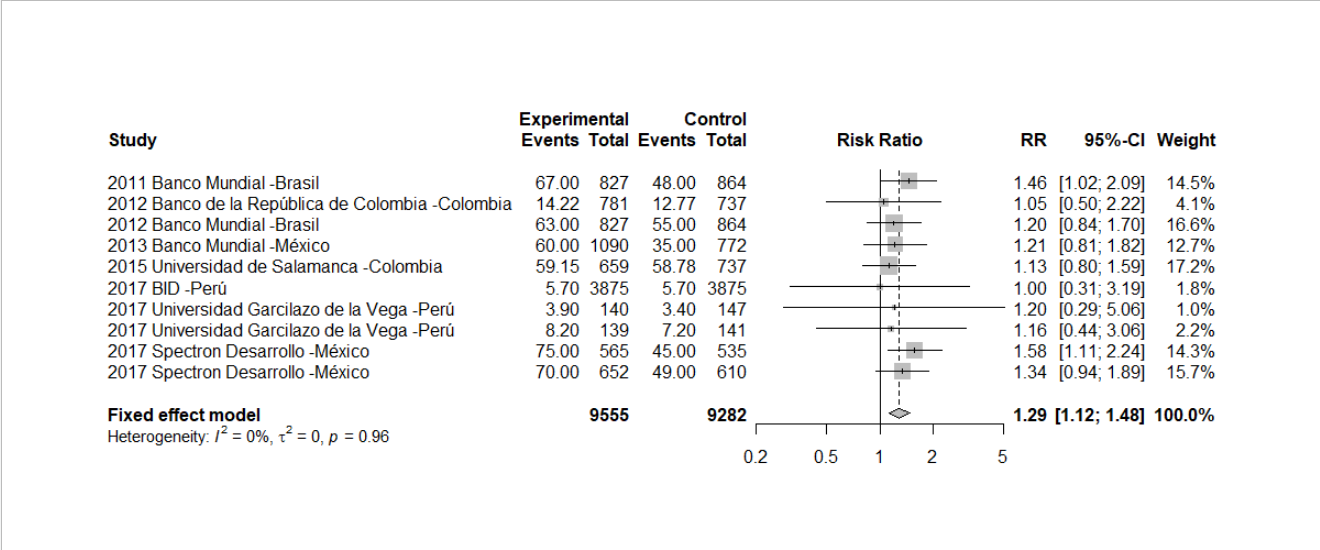 Experimental Control
Study Events Total Events Total Risk Ratio RR 95%-CI Weight
2011 Banco Mundial -Brasil 67.00 827 48.00 864 1.46 [1.02; 2.09] 14.5%
2012 Banco de la República de Colombia -Colombia 14.22 781 12.77 737 1.05 [0.50; 2.22] 4.1%
2012 Banco Mundial -Brasil 63.00 827 55.00 864 1.20 [0.84; 1.70] 16.6%
2013 Banco Mundial -México 60.00 1090 35.00 772 1.21 [0.81; 1.82] 12.7%
2015 Universidad de Salamanca -Colombia 59.15 659 58.78 737 1.13 [0.80; 1.59] 17.2%
2017 BID -Perú 5.70 3875 5.70 3875 1.00 [0.31; 3.19] 1.8%
2017 Universidad Garcilazo de la Vega -Perú 3.90 140 3.40 147 1.20 [0.29; 5.06] 1.0%
2017 Universidad Garcilazo de la Vega -Perú 8.20 139 7.20 141 1.16 [0.44; 3.06] 2.2%
2017 Spectron Desarrollo -México 75.00 565 45.00 535 1.58 [1.11; 2.24] 14.3%
2017 Spectron Desarrollo -México 70.00 652 49.00 610 1.34 [0.94; 1.89] 15.7%
Fixed effect model 9555 9282 1.29 [1.12; 1.48] 100.0%
Heterogeneity: I² = 0%, τ² = 0, p = 0.96
0.2 0.5 1 2 5